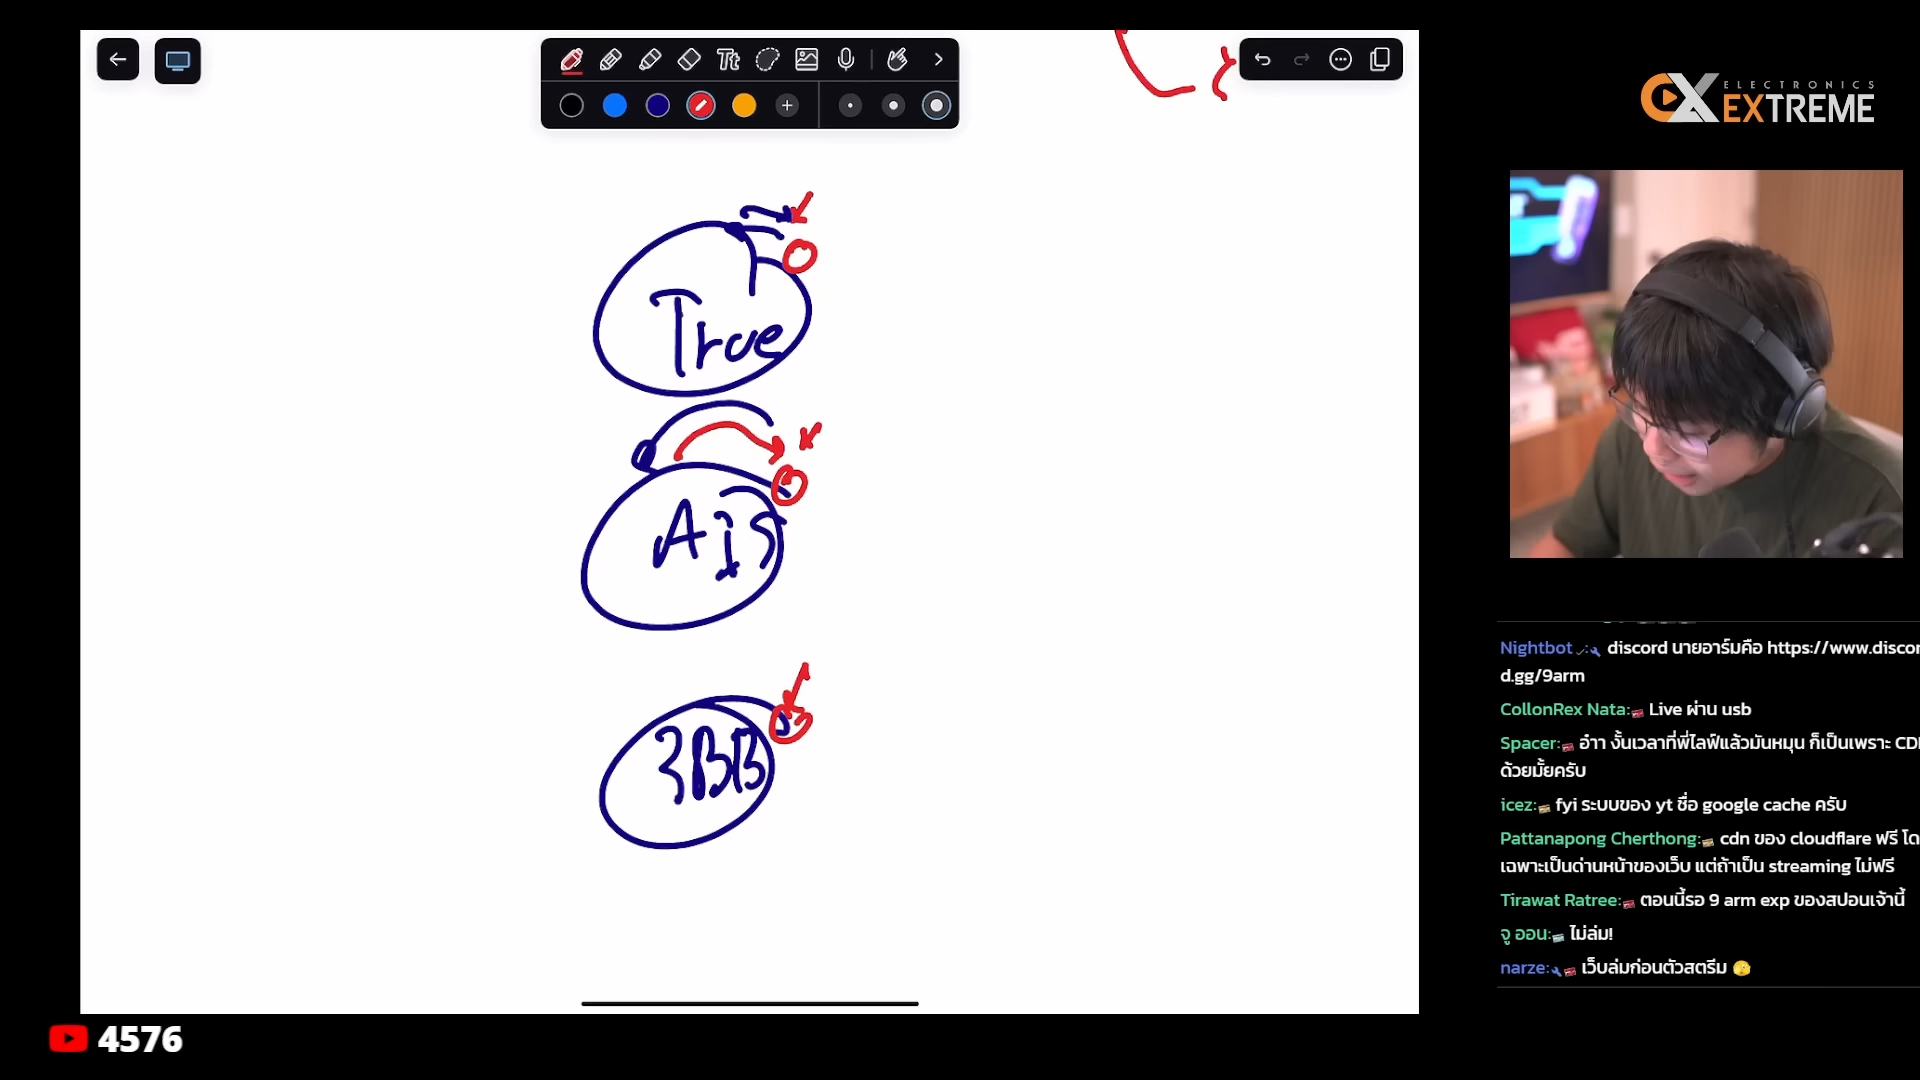 Tt
ELECTRONICS
EXTREME
True
AIS
3BB
Nightbot : discord นายอาร์มคือ https://www.discor
d.gg/9arm
CollonRex Nata: Live ผ่าน usb
Spacer: อ๋าา งั้นเวลาที่พี่ไลฟ์แล้วมันหมุน ก็เป็นเพราะ CD
ด้วยมั้ยครับ
icez: fyi ระบบของ yt ชื่อ google cache ครับ
Pattanapong Cherthong: cdn ของ cloudflare ฟรี โด
เฉพาะเป็นด่านหน้าของเว็บ แต่ถ้าเป็น streaming ไม่ฟรี
Tirawat Ratree: ตอนนี้รอ 9 arm exp ของสปอนเจ้านี้
จู ออน: ไม่ล่ม!
narze: เว็บล่มก่อนตัวสตรีม
4576